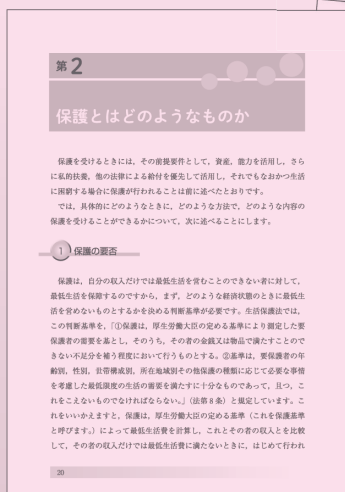 第2
保護とはどのようなものか
保護を受けるときには，その前提要件として，資産，能力を活用し，さら
に私的扶養，他の法律による給付を優先して活用し，それでもなおかつ生活
に困窮する場合に保護が行われることは前に述べたとおりです。
では，具体的にどのようなときに，どのような方法で，どのような内容の
保護を受けることができるかについて，次に述べることにします。
1 保護の要否
保護は，自分の収入だけでは最低生活を営むことのできない者に対して，
最低生活を保障するのですから，まず，どのような経済状態のときに最低生
活を営めないものとするかを決める判断基準が必要です。生活保護法では，
この判断基準を，「①保護は，厚生労働大臣の定める基準により測定した要
保護者の需要を基とし，そのうち，その者の金銭又は物品で満たすことので
きない不足分を補う程度において行うものとする。②基準は，要保護者の年
齢別，性別，世帯構成別，所在地域別その他保護の種類に応じて必要な事情
を考慮した最低限度の生活の需要を満たすに十分なものであって，且つ，こ
れをこえないものでなければならない。」（法第８条）と規定しています。こ
れをいいかえますと，保護は，厚生労働大臣の定める基準（これを保護基準
と呼びます。）によって最低生活費を計算し，これとその者の収入とを比較
して，その者の収入だけでは最低生活費に満たないときに，はじめて行われ
20